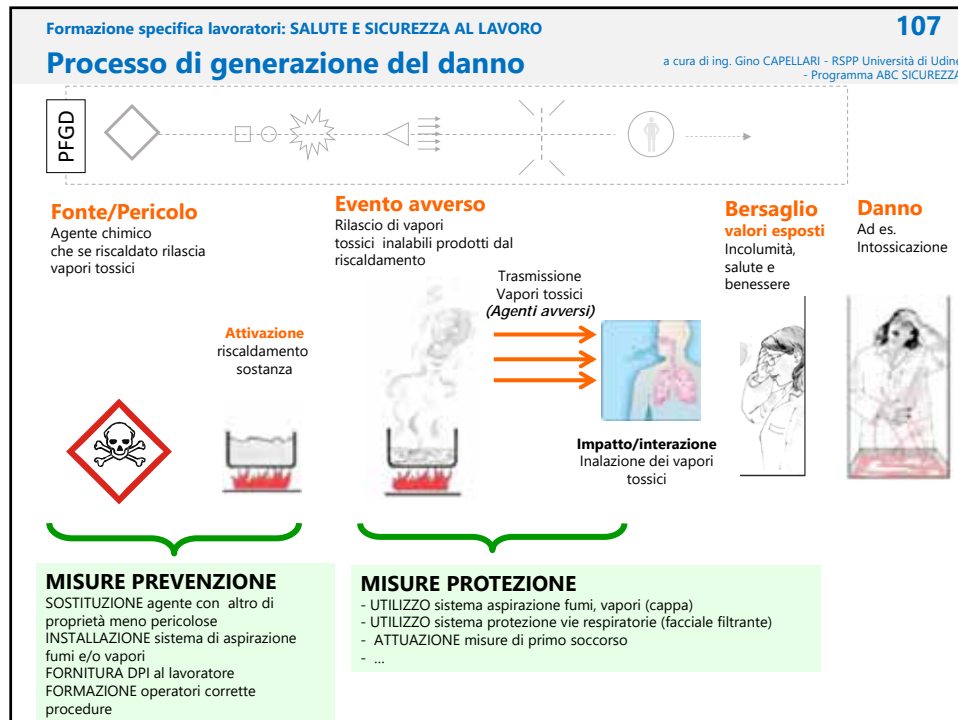 Formazione specifica lavoratori: SALUTE E SICUREZZA AL LAVORO
107
Processo di generazione del danno
a cura di ing. Gino CAPELLARI - RSPP Università di Udine
- Programma ABC SICUREZZA
PFGD
Fonte/Pericolo
Agente chimico
che se riscaldato rilascia
vapori tossici
Attivazione
riscaldamento
sostanza
Evento avverso
Rilascio di vapori
tossici inalabili prodotti dal
riscaldamento
Trasmissione
Vapori tossici
(Agenti avversi)
Impatto/interazione
Inalazione dei vapori
tossici
Bersaglio
valori esposti
Incolumità,
salute e
benessere
Danno
Ad es.
Intossicazione
MISURE PREVENZIONE
SOSTITUZIONE agente con altro di
proprietà meno pericolose
INSTALLAZIONE sistema di aspirazione
fumi e/o vapori
FORNITURA DPI al lavoratore
FORMAZIONE operatori corrette
procedure
MISURE PROTEZIONE
- UTILIZZO sistema aspirazione fumi, vapori (cappa)
- UTILIZZO sistema protezione vie respiratorie (facciale filtrante)
- ATTUAZIONE misure di primo soccorso
- ...